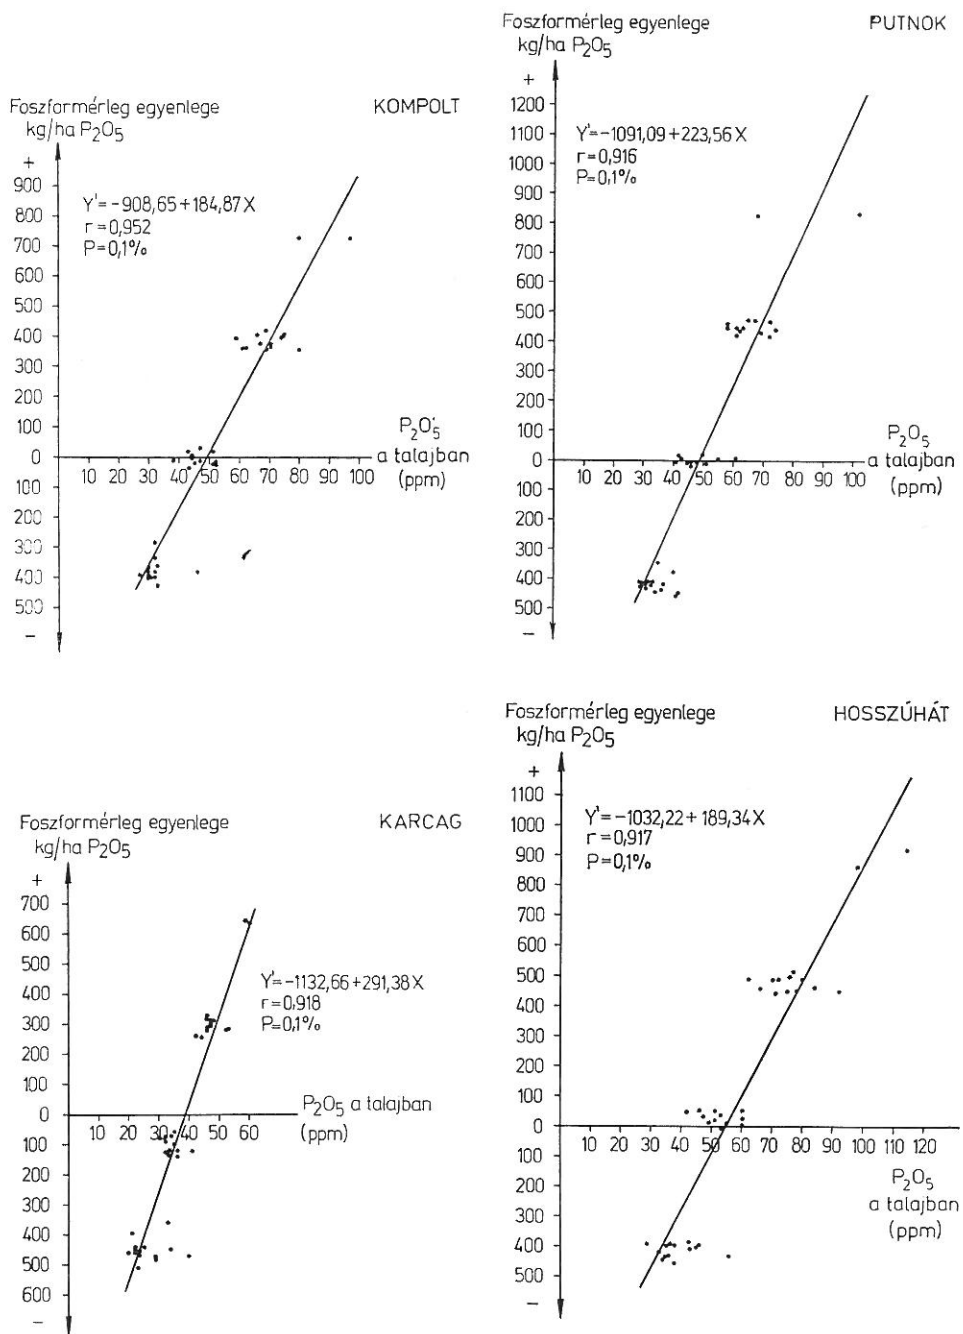 Foszformérleg egyenlege
kg/ha P₂O₅
KOMPOLT
+
900
800
700
600
500
400
300
200
100
0
100
200
300
400
500
–
Y'=-908,65+184,87X
r=0,952
P=0,1%
10 20 30 40 50 60 70 80 90 100
P₂O₅
a talajban
(ppm)
Foszformérleg egyenlege
kg/ha P₂O₅
PUTNOK
+
1200
1100
1000
900
800
700
600
500
400
300
200
100
0
100
200
300
400
500
–
Y'=-1091,09+223,56X
r=0,916
P=0,1%
10 20 30 40 50 60 70 80 90 100
P₂O₅
a talajban
(ppm)
Foszformérleg egyenlege
kg/ha P₂O₅
KARCAG
+
700
600
500
400
300
200
100
0
100
200
300
400
500
600
–
Y'=-1132,66+291,38X
r=0,918
P=0,1%
10 20 30 40 50 60
P₂O₅ a talajban
(ppm)
Foszformérleg egyenlege
kg/ha P₂O₅
HOSSZÚHÁT
+
1100
1000
900
800
700
600
500
400
300
200
100
0
100
200
300
400
500
–
Y'=-1032,22+189,34X
r=0,917
P=0,1%
10 20 30 40 50 60 70 80 90 100 110 120
P₂O₅
a talajban
(ppm)